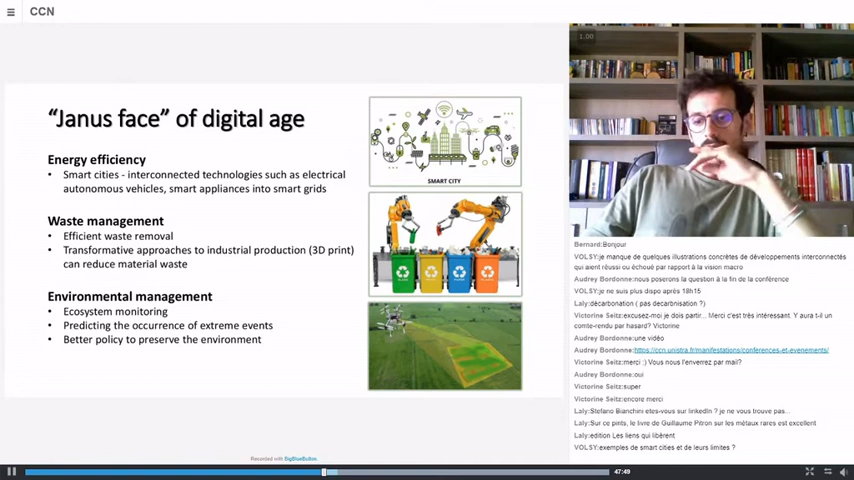 CCN
1.00
"Janus face" of digital age
Energy efficiency
• Smart cities - interconnected technologies such as electrical
autonomous vehicles, smart appliances into smart grids
Waste management
• Efficient waste removal
• Transformative approaches to industrial production (3D print)
can reduce material waste
Environmental management
• Ecosystem monitoring
• Predicting the occurrence of extreme events
• Better policy to preserve the environment
SMART CITY
Bernard:Bonjour
VOLSY:je manque de quelques illustrations concrètes de développements interconnectés
qui aient réussi ou échoué par rapport à la vision macro
Audrey Bordonne:nous poserons la question à la fin de la conférence
VOLSY:je ne suis plus dispo après 18h15
Laly:décarbonation ( pas decartbnisation ?)
Victorine Seitz:excusez-moi je dois partir... Merci c'est très intéressant. Y aura t-il un
comte-rendu par hasard? Victorine
Audrey Bordonne:une vidéo
Audrey Bordonne:https://ccn.unistra.fr/manifestations/conferences-et-evenements/
Victorine Seitz:merci :) Vous nous l'enverrez par mail?
Audrey Bordonne:oui
Victorine Seitz:super
Victorine Seitz:encore merci
Laly:Stefano Bianchini etes-vous sur linkedIn ? je ne vous trouve pas...
Laly:Sur ce pints, le livre de Guillaume Pitron sur les métaux rares est excellent
Laly:édition Les liens qui libèrent
VOLSY:exemples de smart cities et de leurs limites ?
Recorded with BigBlueButton.
47:49